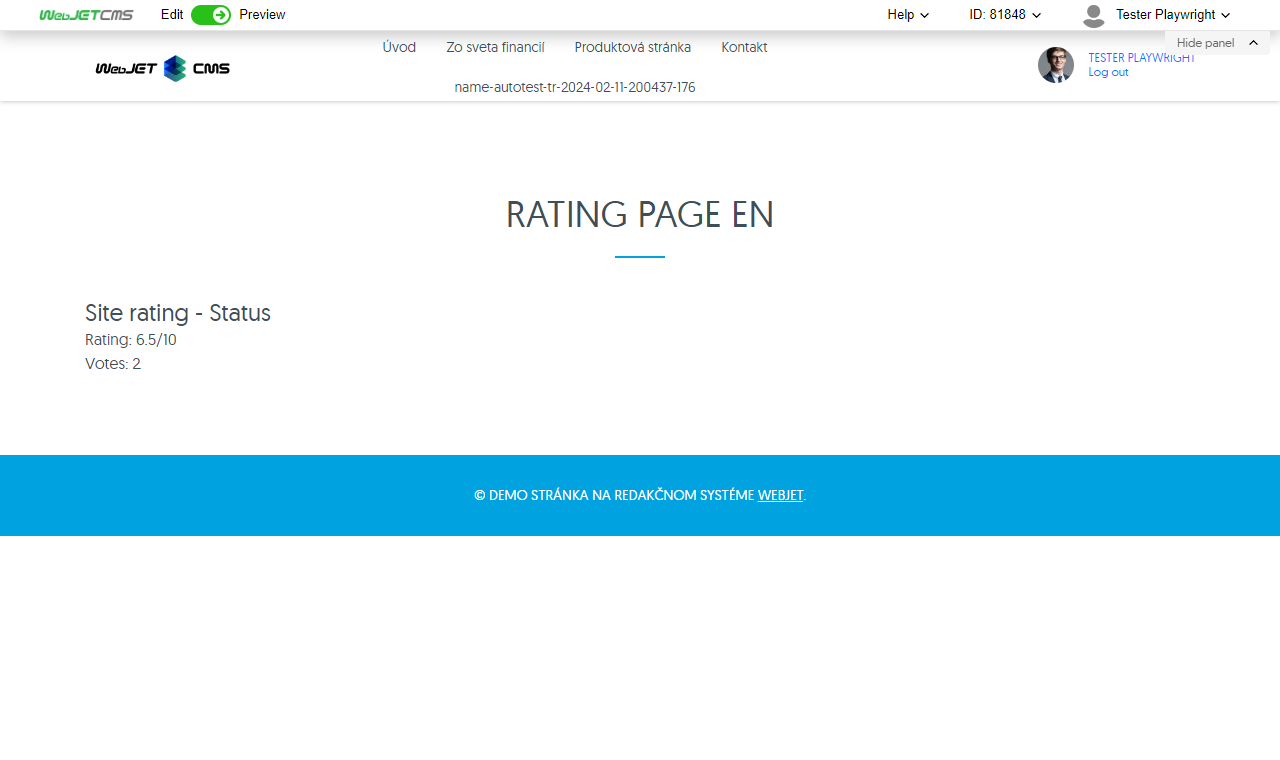 WebJETCMS Edit Preview Help ID: 81848 Tester Playwright
Hide panel
WebJET CMS
Úvod Zo sveta financií Produktová stránka Kontakt
name-autotest-tr-2024-02-11-200437-176
TESTER PLAYWRIGHT
Log out
RATING PAGE EN
Site rating - Status
Rating: 6.5/10
Votes: 2
© DEMO STRÁNKA NA REDAKČNOM SYSTÉME WEBJET.